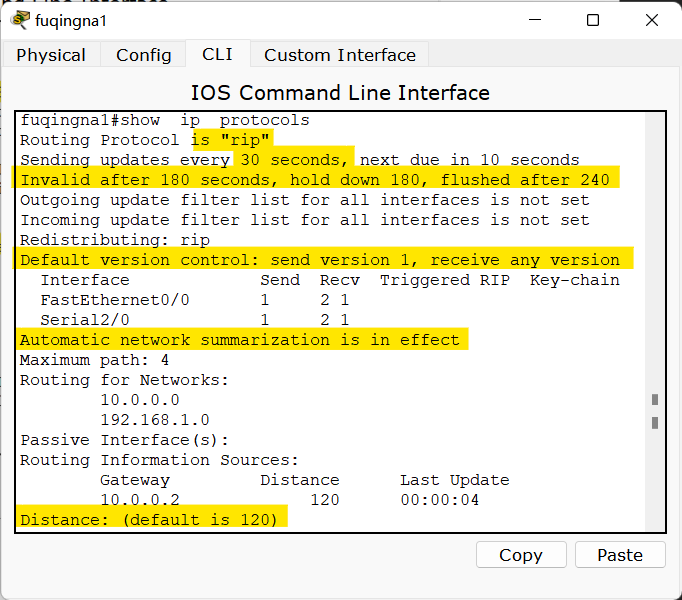 fuqingna1
Physical Config CLI Custom Interface
IOS Command Line Interface
fuqingna1#show  ip  protocols
Routing Protocol is "rip"
Sending updates every 30 seconds, next due in 10 seconds
Invalid after 180 seconds, hold down 180, flushed after 240
Outgoing update filter list for all interfaces is not set
Incoming update filter list for all interfaces is not set
Redistributing: rip
Default version control: send version 1, receive any version
  Interface             Send  Recv  Triggered RIP  Key-chain
  FastEthernet0/0       1     2 1
  Serial2/0             1     2 1
Automatic network summarization is in effect
Maximum path: 4
Routing for Networks:
        10.0.0.0
        192.168.1.0
Passive Interface(s):
Routing Information Sources:
        Gateway         Distance      Last Update
        10.0.0.2             120      00:00:04
Distance: (default is 120)
Copy Paste